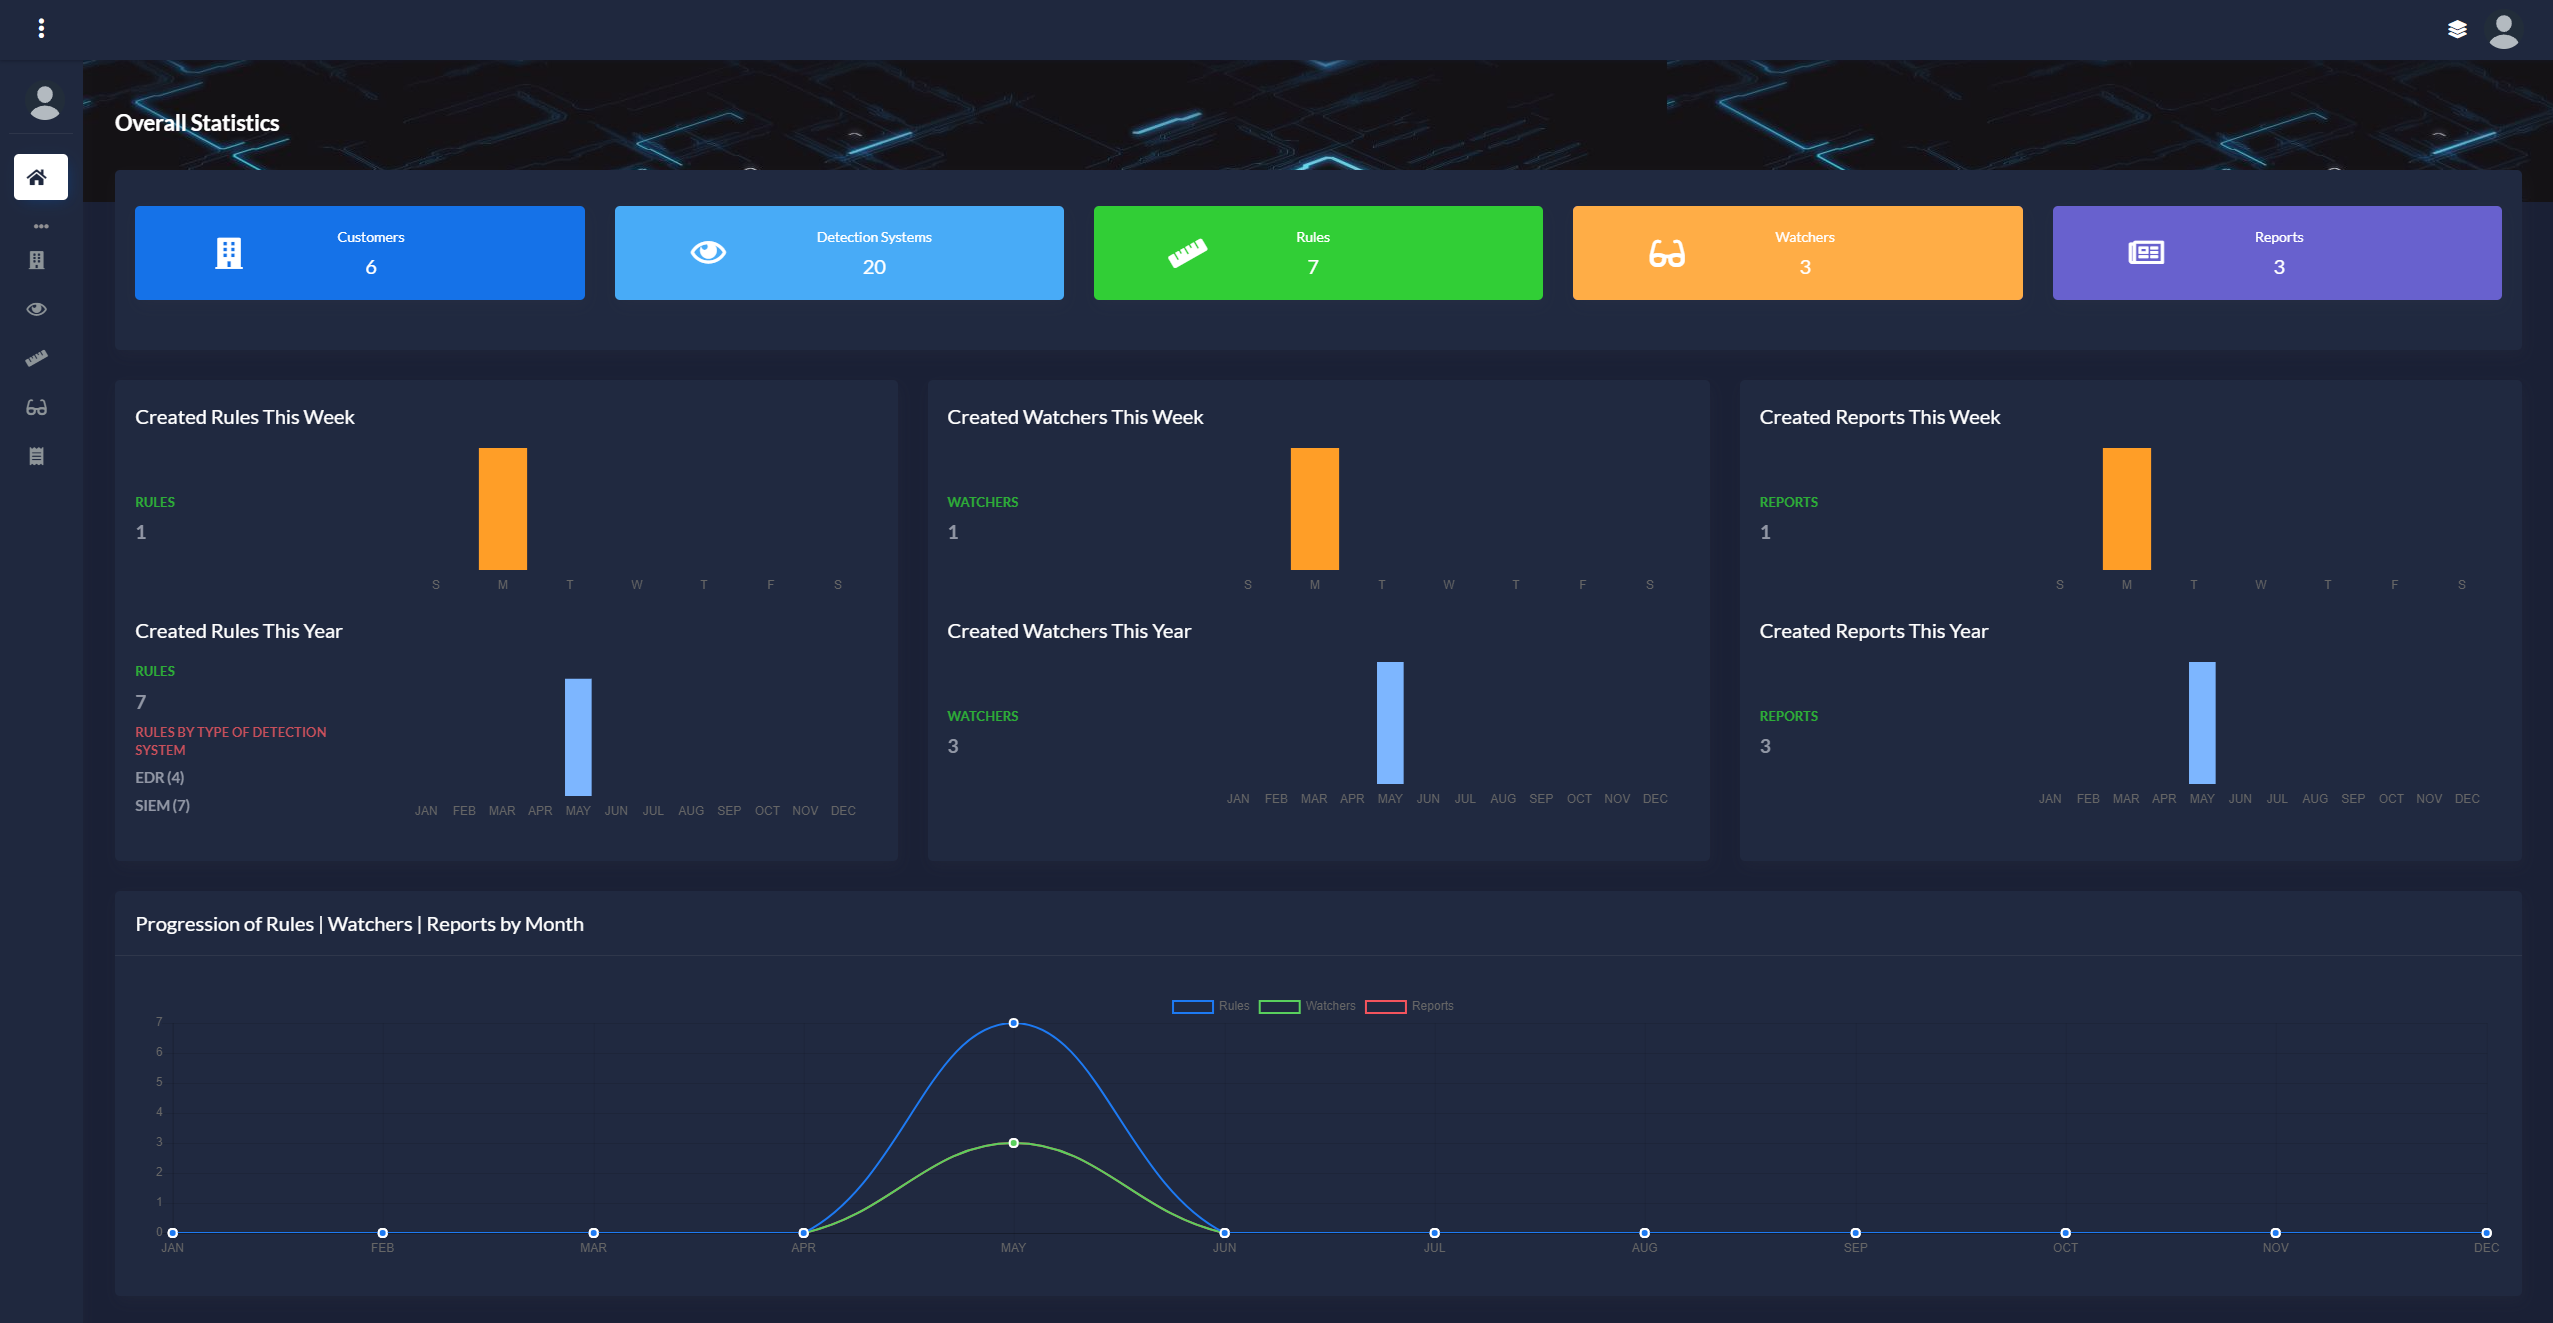 Overall Statistics
Customers
6
Detection Systems
20
Rules
7
Watchers
3
Reports
3
Created Rules This Week
RULES
1
S M T W T F S
Created Rules This Year
RULES
7
RULES BY TYPE OF DETECTION
SYSTEM
EDR (4)
SIEM (7)
JAN FEB MAR APR MAY JUN JUL AUG SEP OCT NOV DEC
Created Watchers This Week
WATCHERS
1
S M T W T F S
Created Watchers This Year
WATCHERS
3
JAN FEB MAR APR MAY JUN JUL AUG SEP OCT NOV DEC
Created Reports This Week
REPORTS
1
S M T W T F S
Created Reports This Year
REPORTS
3
JAN FEB MAR APR MAY JUN JUL AUG SEP OCT NOV DEC
Progression of Rules | Watchers | Reports by Month
Rules Watchers Reports
7
6
5
4
3
2
1
0
JAN FEB MAR APR MAY JUN JUL AUG SEP OCT NOV DEC